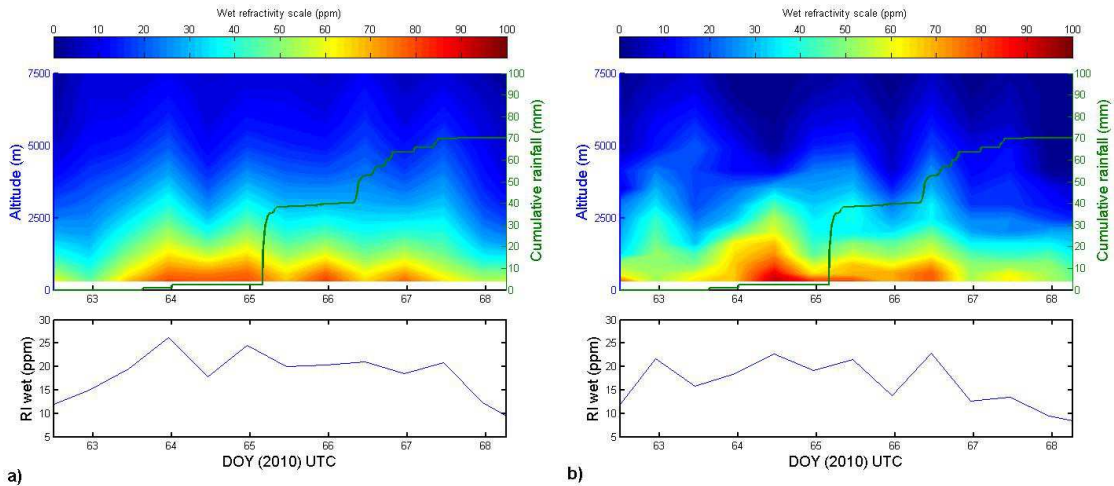 Wet refractivity scale (ppm)
0 10 20 30 40 50 60 70 80 90 100
7500
5000
2500
0
Altitude (m)
100
90
80
70
60
50
40
30
20
10
0
Cumulative rainfall (mm)
63 64 65 66 67 68
30
25
20
15
10
5
RI wet (ppm)
63 64 65 66 67 68
DOY (2010) UTC
a)
Wet refractivity scale (ppm)
0 10 20 30 40 50 60 70 80 90 100
7500
5000
2500
0
Altitude (m)
100
90
80
70
60
50
40
30
20
10
0
Cumulative rainfall (mm)
63 64 65 66 67 68
30
25
20
15
10
5
RI wet (ppm)
63 64 65 66 67 68
DOY (2010) UTC
b)